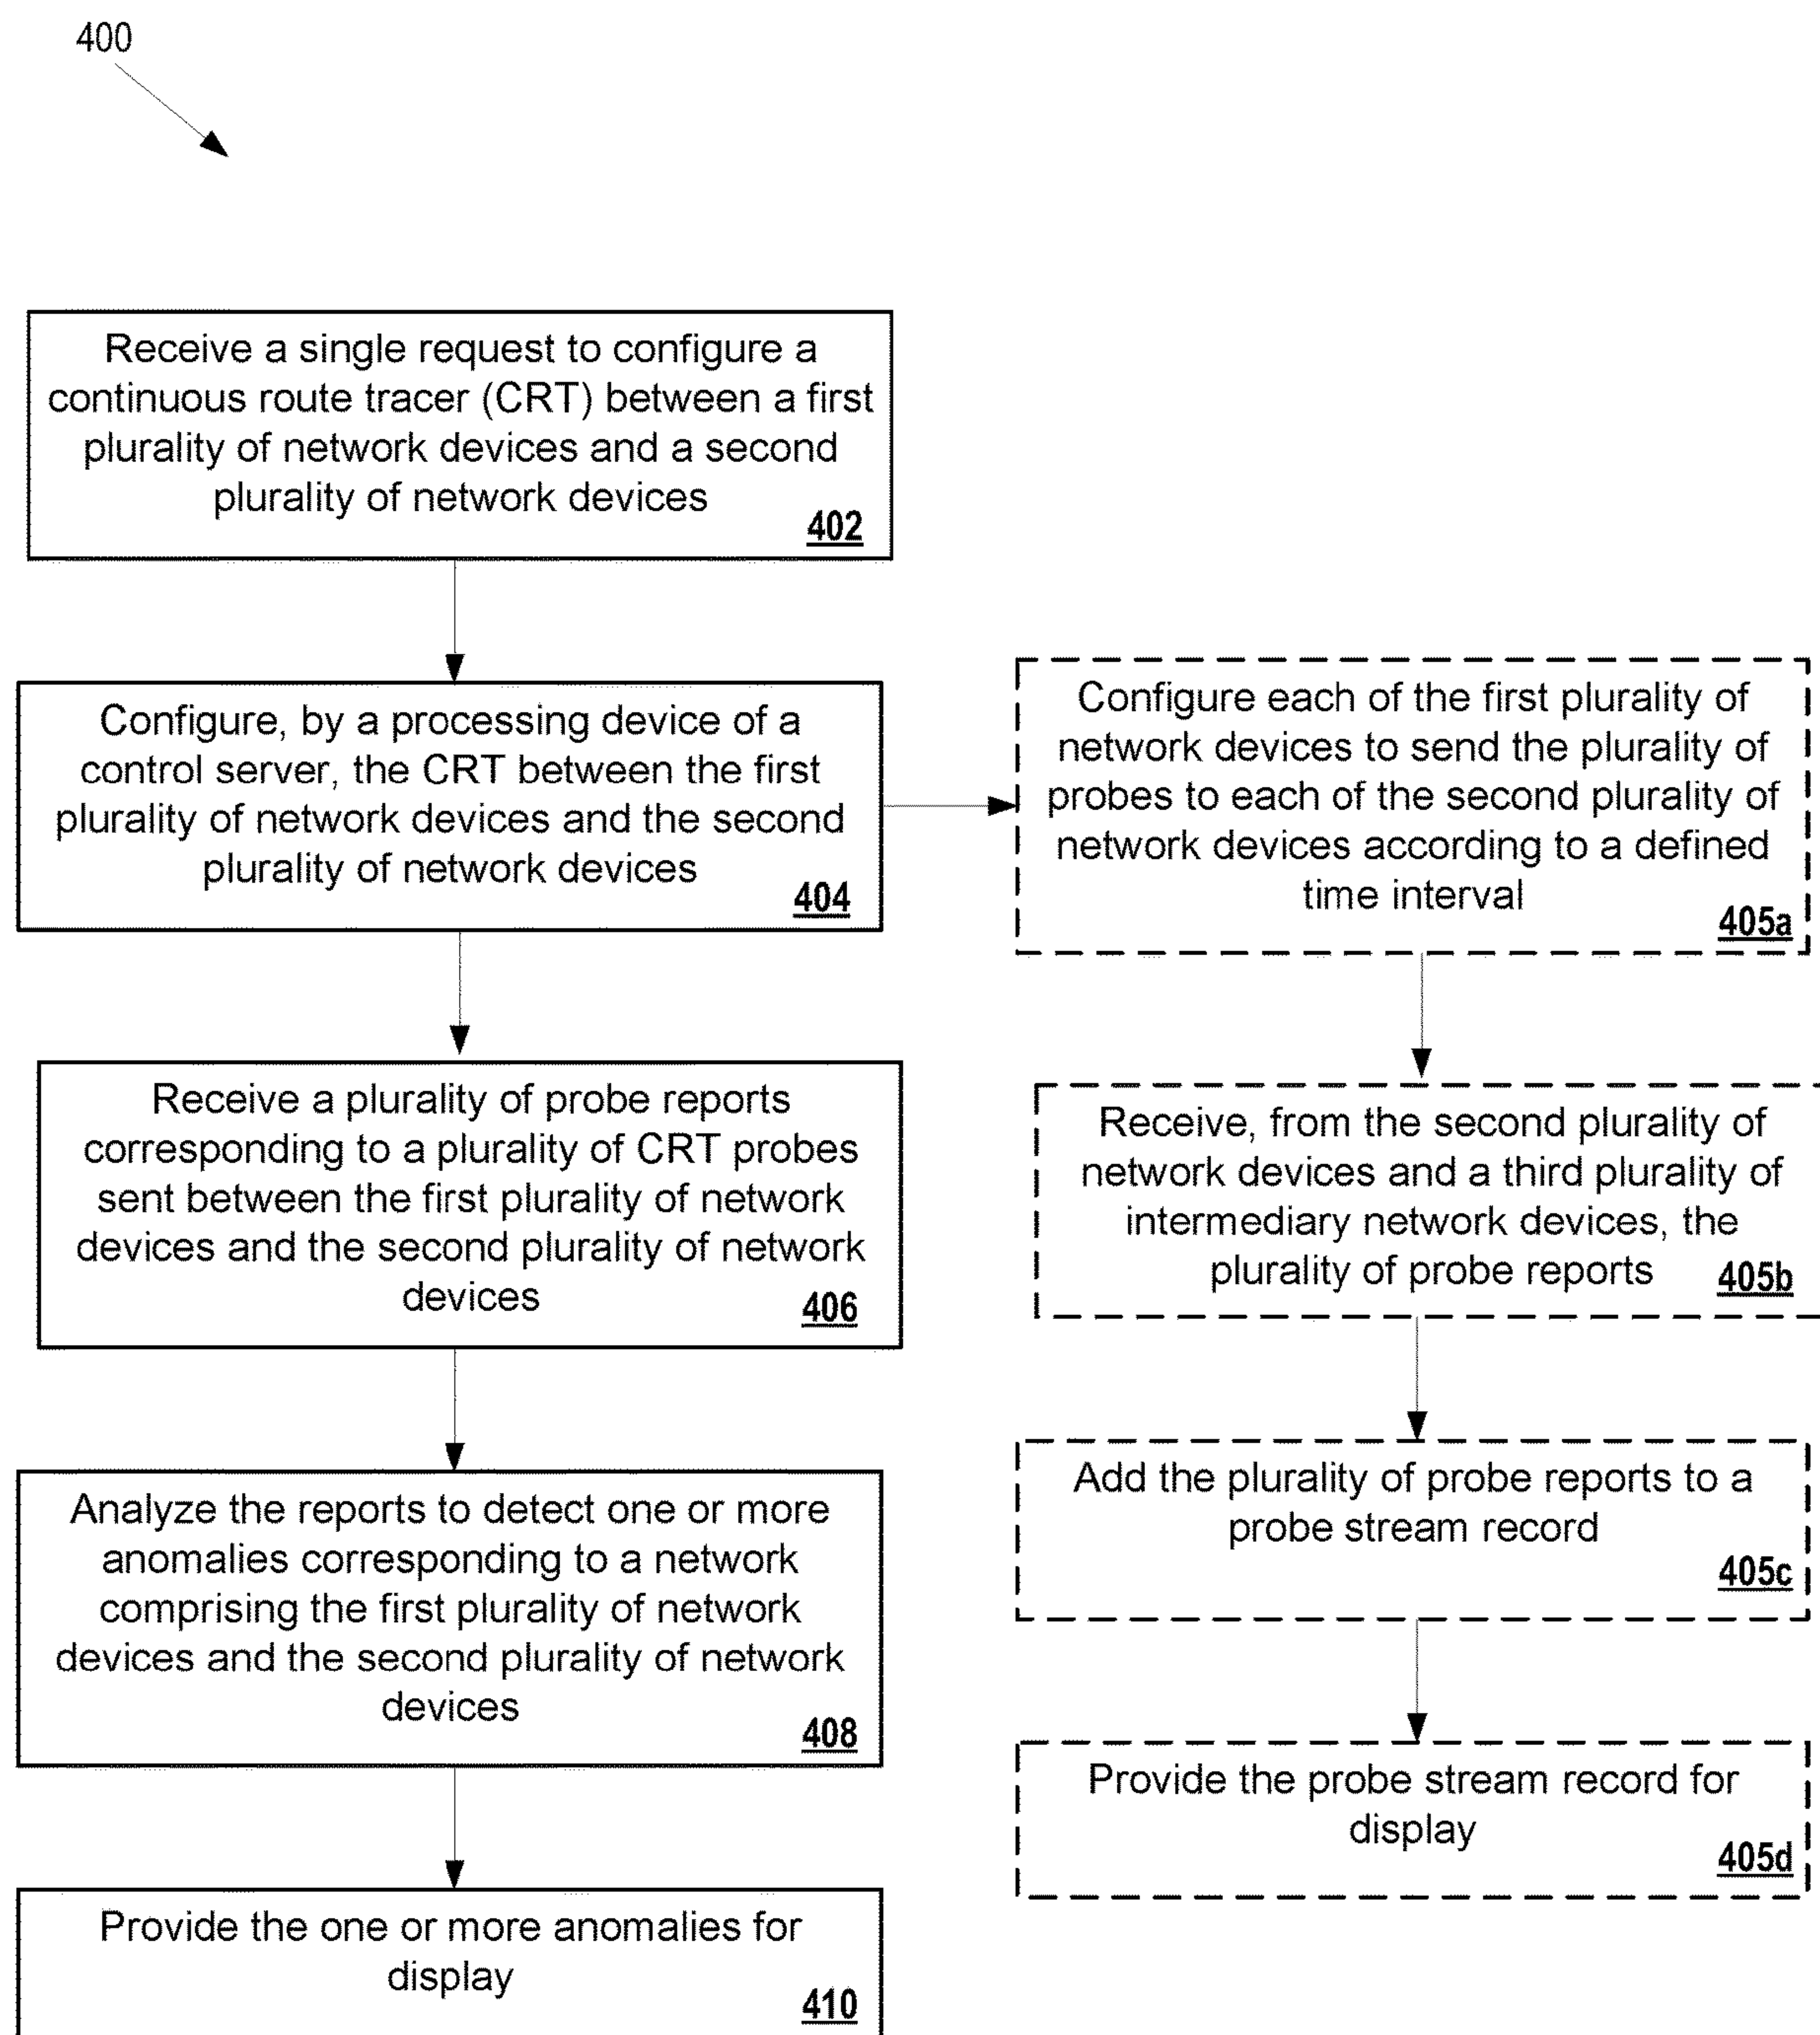 400
Receive a single request to configure a
continuous route tracer (CRT) between a first
plurality of network devices and a second
plurality of network devices
402
Configure, by a processing device of a
control server, the CRT between the first
plurality of network devices and the second
plurality of network devices
404
Configure each of the first plurality of
network devices to send the plurality of
probes to each of the second plurality of
network devices according to a defined
time interval
405a
Receive a plurality of probe reports
corresponding to a plurality of CRT probes
sent between the first plurality of network
devices and the second plurality of network
devices
406
Receive, from the second plurality of
network devices and a third plurality of
intermediary network devices, the
plurality of probe reports
405b
Analyze the reports to detect one or more
anomalies corresponding to a network
comprising the first plurality of network
devices and the second plurality of network
devices
408
Add the plurality of probe reports to a
probe stream record
405c
Provide the probe stream record for
display
405d
Provide the one or more anomalies for
display
410